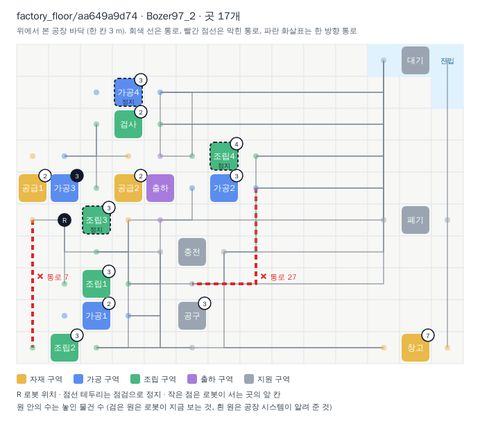 factory_floor/aa649a9d74 · Bozer97_2 · 곳 17개
위에서 본 공장 바닥 (한 칸 3 m). 회색 선은 통로, 빨간 점선은 막힌 통로, 파란 화살표는 한 방향 통로
대기
진입
3
가공4
정지
2
검사
4
조립4
정지
2
공급1
3
가공3
2
공급2
출하
3
가공2
3
조립3
정지
R
폐기
충전
통로 7
통로 27
3
조립1
2
가공1
3
공구
3
조립2
7
창고
자재 구역
가공 구역
조립 구역
출하 구역
지원 구역
R 로봇 위치 · 점선 테두리는 점검으로 정지 · 작은 점은 로봇이 서는 곳의 앞 칸
원 안의 수는 놓인 물건 수 (검은 원은 로봇이 지금 보는 것, 흰 원은 공장 시스템이 알려 준 것)